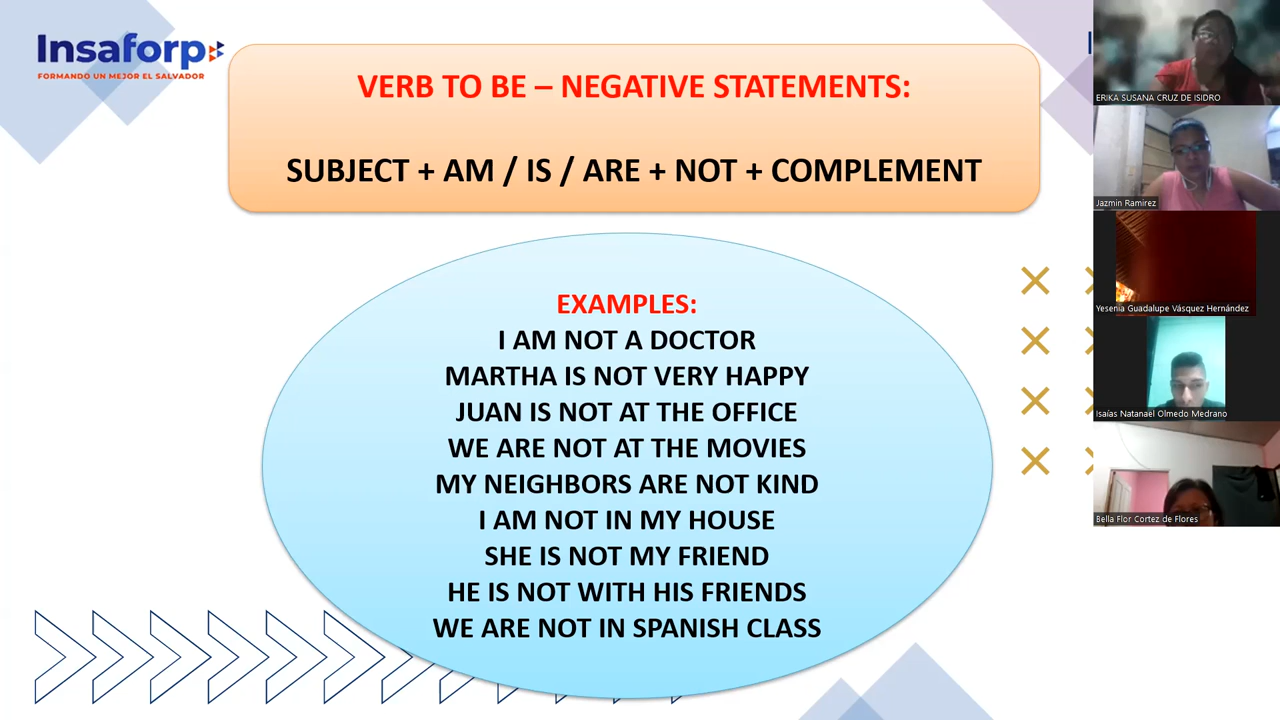 Insaforp
FORMANDO UN MEJOR EL SALVADOR
VERB TO BE – NEGATIVE STATEMENTS:
SUBJECT + AM / IS / ARE + NOT + COMPLEMENT
EXAMPLES:
I AM NOT A DOCTOR
MARTHA IS NOT VERY HAPPY
JUAN IS NOT AT THE OFFICE
WE ARE NOT AT THE MOVIES
MY NEIGHBORS ARE NOT KIND
I AM NOT IN MY HOUSE
SHE IS NOT MY FRIEND
HE IS NOT WITH HIS FRIENDS
WE ARE NOT IN SPANISH CLASS
ERIKA SUSANA CRUZ DE ISIDRO
Jazmin Ramirez
Yesenia Guadalupe Vásquez Hernández
Isaías Natanael Olmedo Medrano
Bella Flor Cortez de Flores